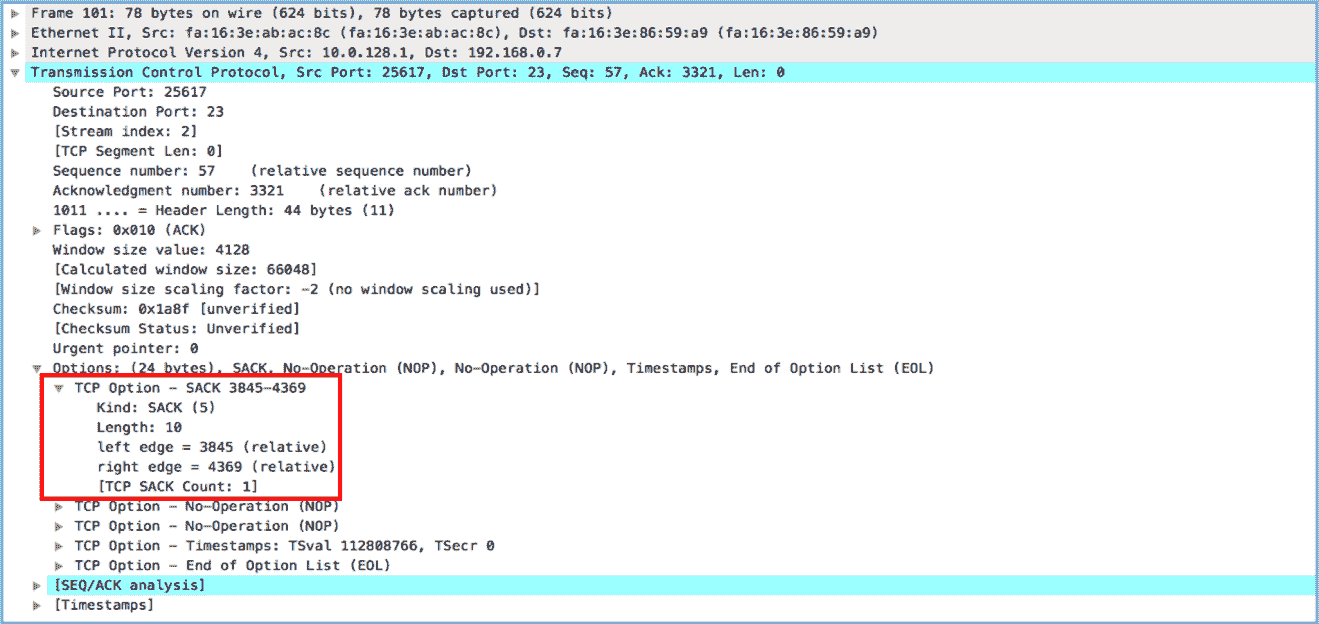 Frame 101: 78 bytes on wire (624 bits), 78 bytes captured (624 bits)
Ethernet II, Src: fa:16:3e:ab:ac:8c (fa:16:3e:ab:ac:8c), Dst: fa:16:3e:86:59:a9 (fa:16:3e:86:59:a9)
Internet Protocol Version 4, Src: 10.0.128.1, Dst: 192.168.0.7
Transmission Control Protocol, Src Port: 25617, Dst Port: 23, Seq: 57, Ack: 3321, Len: 0
Source Port: 25617
Destination Port: 23
[Stream index: 2]
[TCP Segment Len: 0]
Sequence number: 57    (relative sequence number)
Acknowledgment number: 3321    (relative ack number)
1011 .... = Header Length: 44 bytes (11)
Flags: 0x010 (ACK)
Window size value: 4128
[Calculated window size: 66048]
[Window size scaling factor: -2 (no window scaling used)]
Checksum: 0x1a8f [unverified]
[Checksum Status: Unverified]
Urgent pointer: 0
Options: (24 bytes), SACK, No-Operation (NOP), No-Operation (NOP), Timestamps, End of Option List (EOL)
TCP Option - SACK 3845-4369
Kind: SACK (5)
Length: 10
left edge = 3845 (relative)
right edge = 4369 (relative)
[TCP SACK Count: 1]
TCP Option - No-Operation (NOP)
TCP Option - No-Operation (NOP)
TCP Option - Timestamps: TSval 112808766, TSecr 0
TCP Option - End of Option List (EOL)
[SEQ/ACK analysis]
[Timestamps]